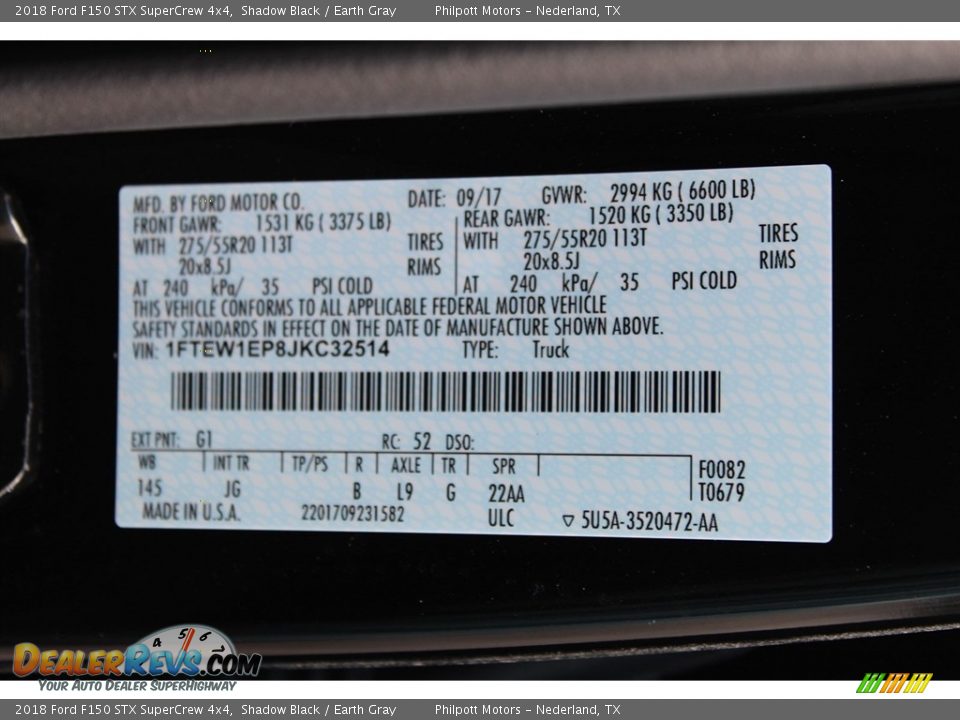 2018 Ford F150 STX SuperCrew 4x4, Shadow Black / Earth Gray Philpott Motors – Nederland, TX
MFD. BY FORD MOTOR CO. DATE: 09/17 GVWR: 2994 KG ( 6600 LB)
FRONT GAWR: 1531 KG ( 3375 LB) REAR GAWR: 1520 KG ( 3350 LB)
WITH 275/55R20 113T TIRES WITH 275/55R20 113T TIRES
20x8.5J RIMS 20x8.5J RIMS
AT 240 kPa/ 35 PSI COLD AT 240 kPa/ 35 PSI COLD
THIS VEHICLE CONFORMS TO ALL APPLICABLE FEDERAL MOTOR VEHICLE
SAFETY STANDARDS IN EFFECT ON THE DATE OF MANUFACTURE SHOWN ABOVE.
VIN: 1FTEW1EP8JKC32514 TYPE: Truck
EXT PNT: G1 RC: 52 DSO:
WB INT TR TP/PS R AXLE TR SPR F0082
145 JG B L9 G 22AA T0679
MADE IN U.S.A. 2201709231582 ULC ▽ 5U5A-3520472-AA
4 5 6
DEALERREVS.COM
YOUR AUTO DEALER SUPERHIGHWAY
2018 Ford F150 STX SuperCrew 4x4, Shadow Black / Earth Gray Philpott Motors – Nederland, TX